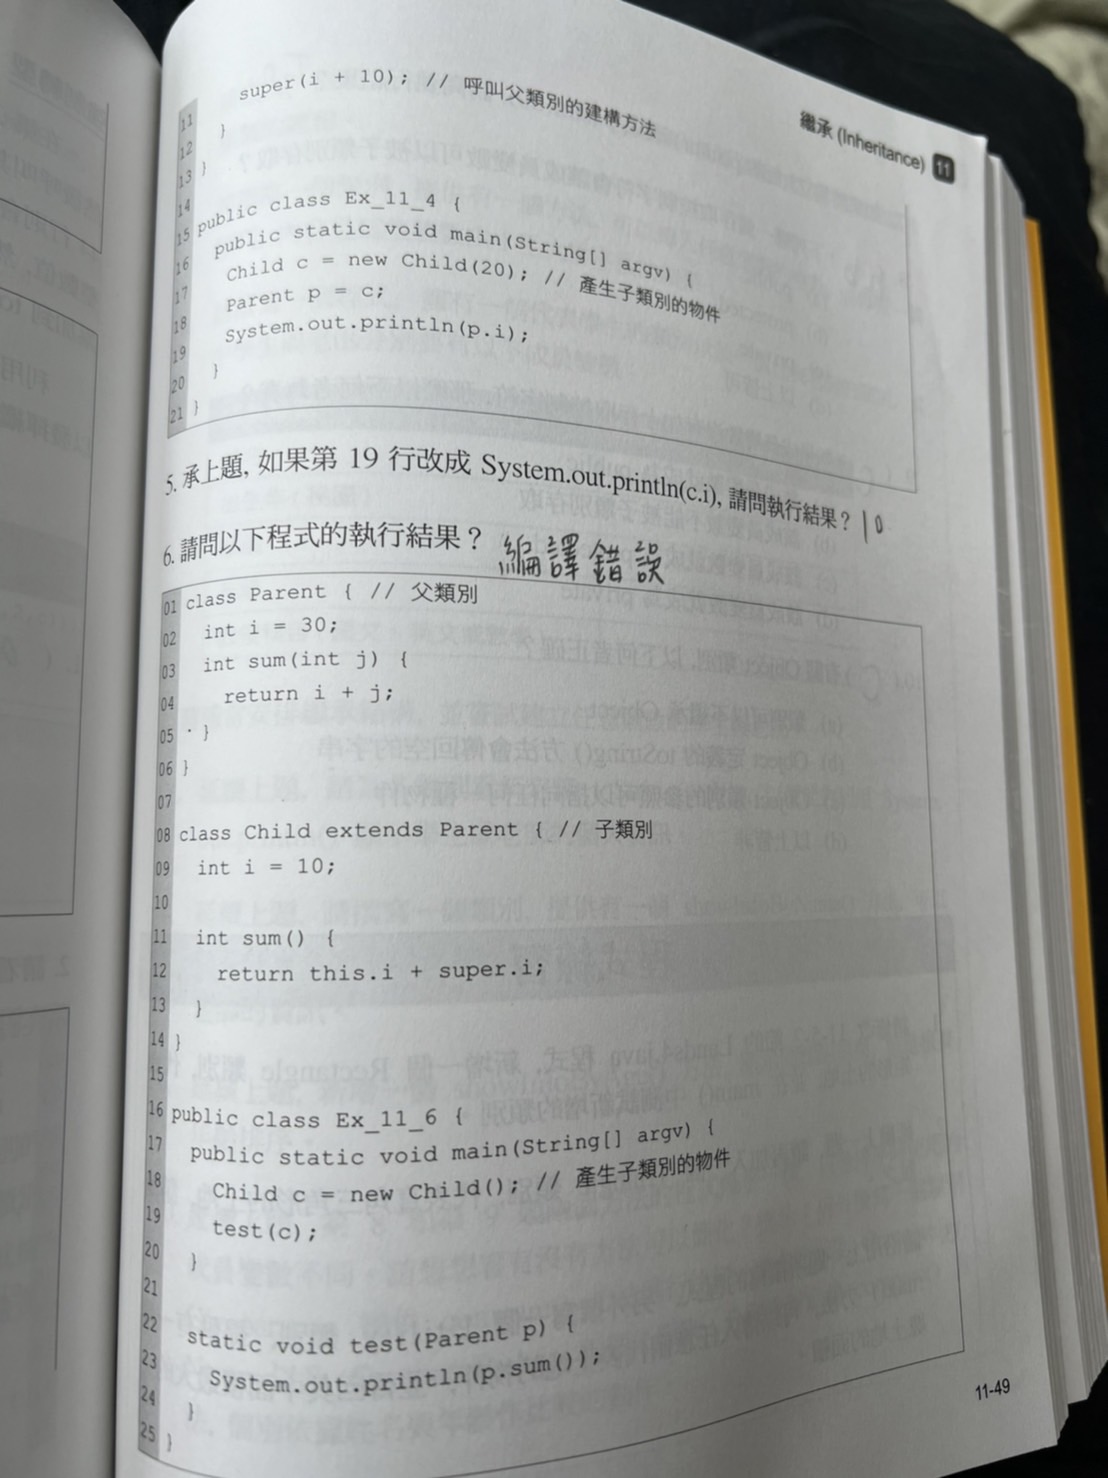 繼承 (Inheritance) 11
11 super(i + 10); // 呼叫父類別的建構方法
12 }
13 }
14
15 public class Ex_11_4 {
16 public static void main(String[] argv) {
17 Child c = new Child(20); // 產生子類別的物件
18 Parent p = c;
19 System.out.println(p.i);
20 }
21 }
5. 承上題, 如果第 19 行改成 System.out.println(c.i), 請問執行結果? 10
6. 請問以下程式的執行結果? 編譯錯誤
01 class Parent { // 父類別
02 int i = 30;
03 int sum(int j) {
04 return i + j;
05 }
06 }
07
08 class Child extends Parent { // 子類別
09 int i = 10;
10
11 int sum() {
12 return this.i + super.i;
13 }
14 }
15
16 public class Ex_11_6 {
17 public static void main(String[] argv) {
18 Child c = new Child(); // 產生子類別的物件
19 test(c);
20 }
21
22 static void test(Parent p) {
23 System.out.println(p.sum());
24 }
25 }
11-49